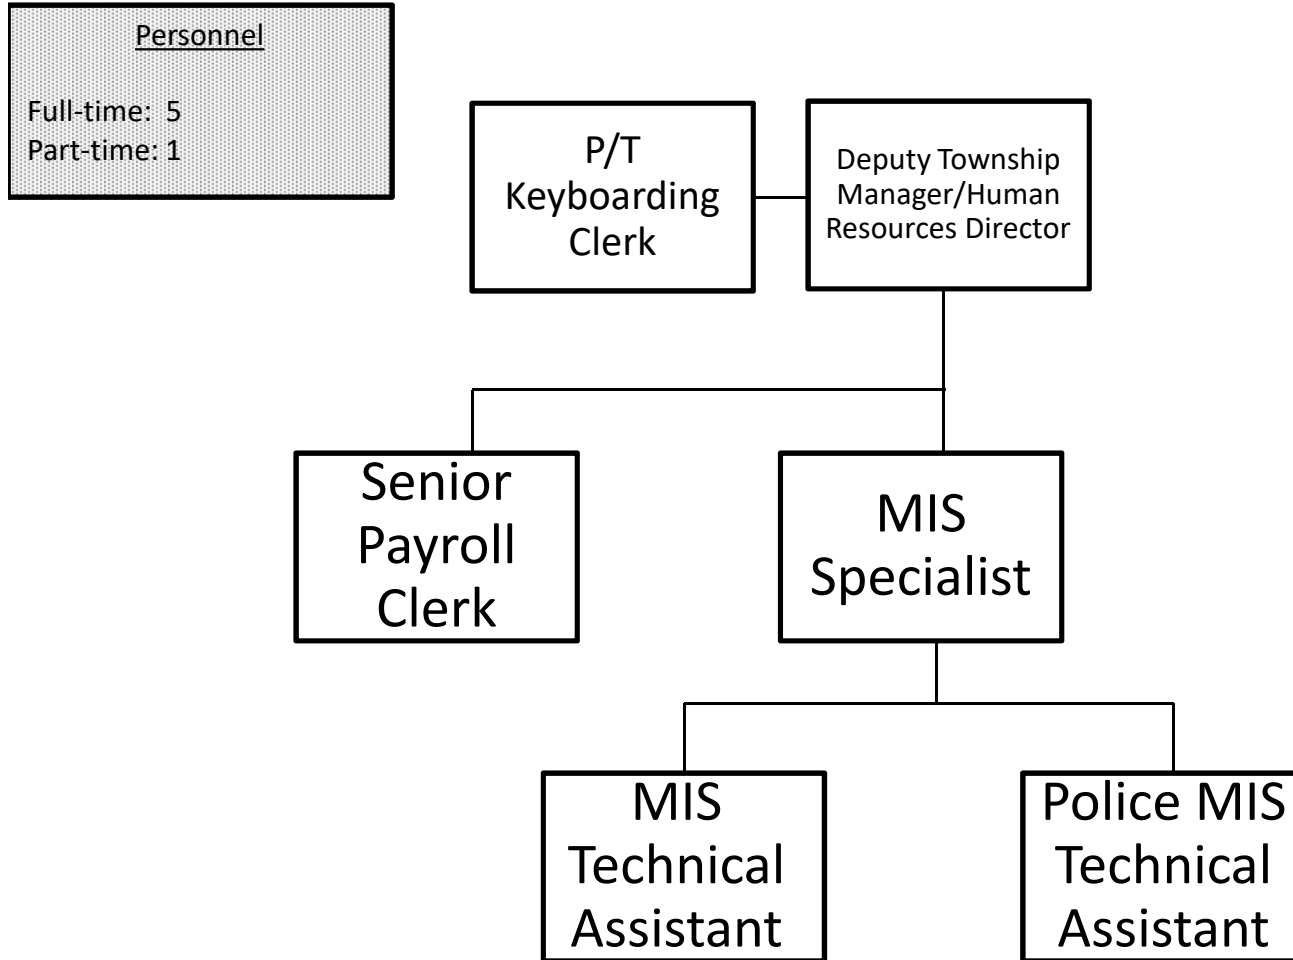 Personnel
Full-time: 5
Part-time: 1
P/T
Keyboarding
Clerk
Deputy Township
Manager/Human
Resources Director
Senior
Payroll
Clerk
MIS
Specialist
MIS
Technical
Assistant
Police MIS
Technical
Assistant